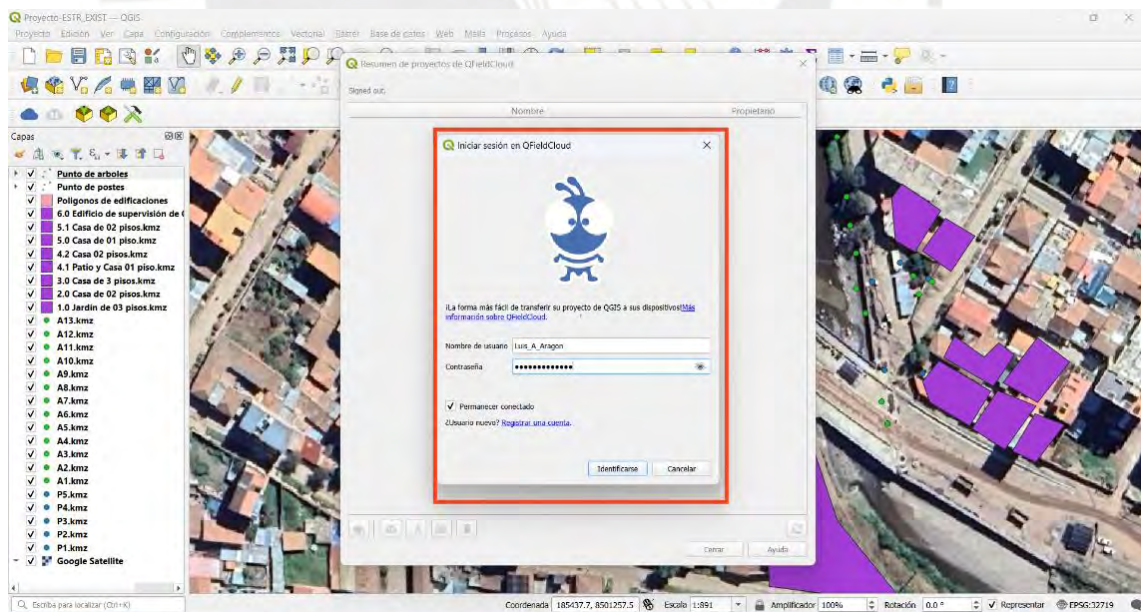 Proyecto-ESTR_EXIST — QGIS
Proyecto Edición Ver Capa Configuración Complementos Vectorial Ráster Base de datos Web Malla Procesos Ayuda
Resumen de proyectos de QFieldCloud
Signed out.
Nombre Propietario
Capas
Punto de arboles
Punto de postes
Poligonos de edificaciones
6.0 Edificio de supervisión de
5.1 Casa de 02 pisos.kmz
5.0 Casa de 01 piso.kmz
4.2 Casa 02 pisos.kmz
4.1 Patio y Casa 01 piso.kmz
3.0 Casa de 3 pisos.kmz
2.0 Casa de 02 pisos.kmz
1.0 Jardín de 03 pisos.kmz
A13.kmz
A12.kmz
A11.kmz
A10.kmz
A9.kmz
A8.kmz
A7.kmz
A6.kmz
A5.kmz
A4.kmz
A3.kmz
A2.kmz
A1.kmz
P5.kmz
P4.kmz
P3.kmz
P2.kmz
P1.kmz
Google Satellite
Iniciar sesión en QFieldCloud
¡La forma más fácil de transferir su proyecto de QGIS a sus dispositivos!Más
información sobre QFieldCloud.
Nombre de usuario Luis_A_Aragon
Contraseña
Permanecer conectado
¿Usuario nuevo? Registrar una cuenta.
Identificarse Cancelar
Cerrar Ayuda
Escriba para localizar (Ctrl+K) Coordenada 185437.7, 8501257.5 Escala 1:891 Amplificador 100% Rotación 0.0 ° Representar EPSG:32719